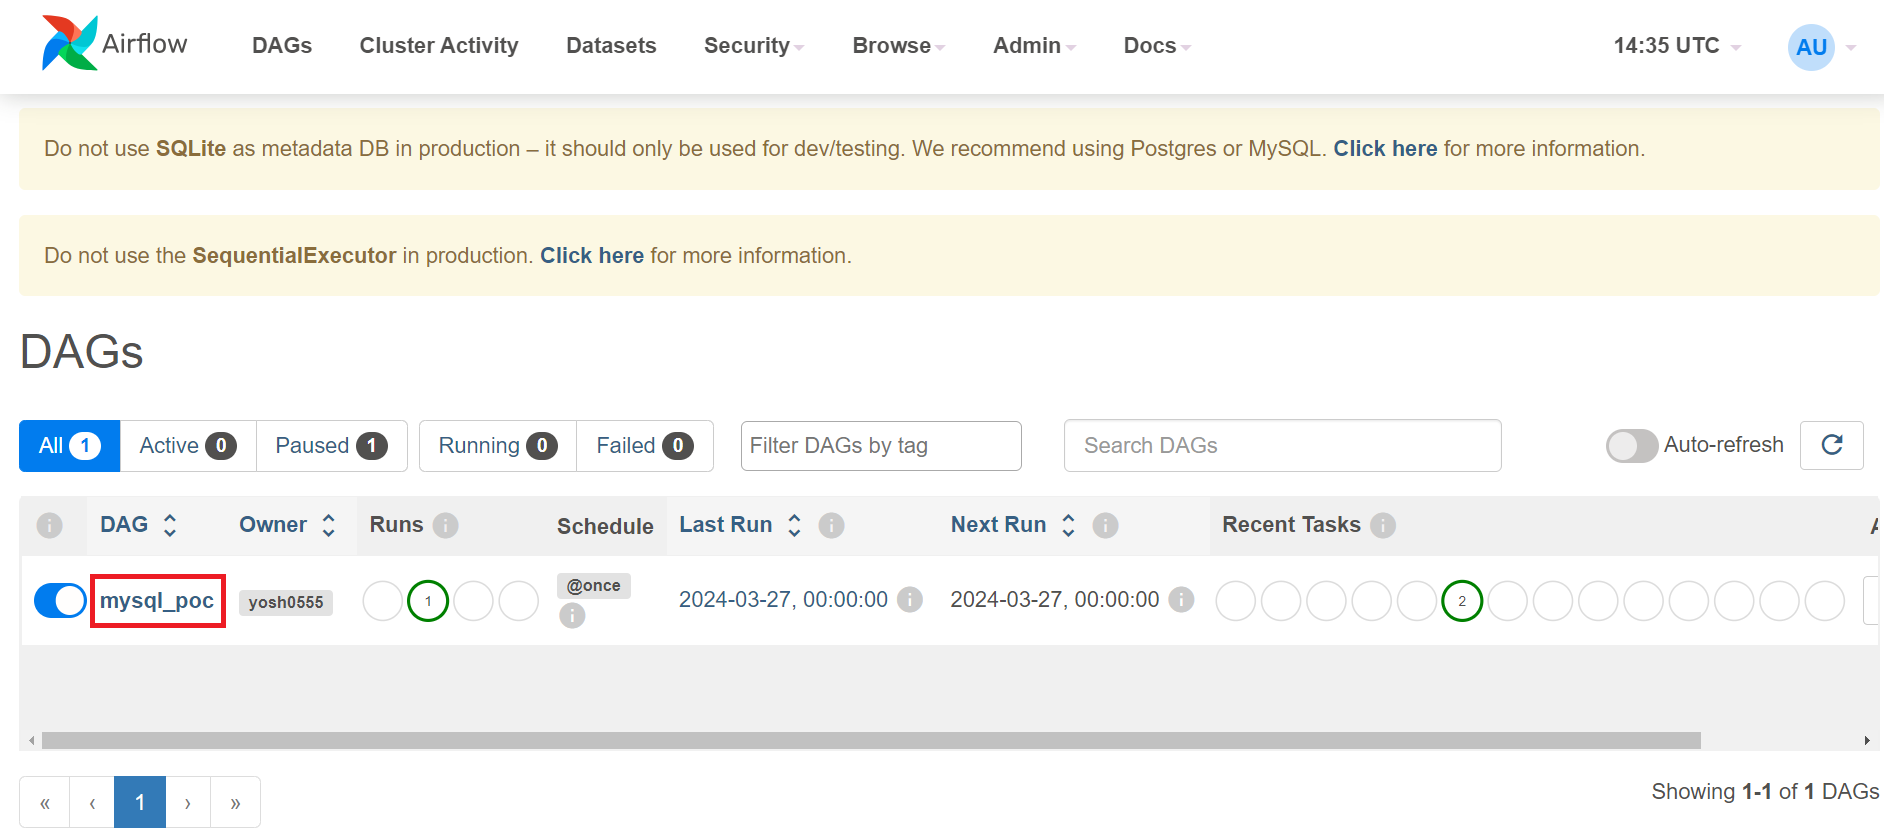 Airflow DAGs Cluster Activity Datasets Security Browse Admin Docs 14:35 UTC AU
Do not use SQLite as metadata DB in production – it should only be used for dev/testing. We recommend using Postgres or MySQL. Click here for more information.
Do not use the SequentialExecutor in production. Click here for more information.
DAGs
All 1 Active 0 Paused 1 Running 0 Failed 0 Filter DAGs by tag Search DAGs Auto-refresh
i DAG Owner Runs i Schedule Last Run i Next Run i Recent Tasks i
mysql_poc yosh0555 1 @once i 2024-03-27, 00:00:00 i 2024-03-27, 00:00:00 i 2
« ‹ 1 › » Showing 1-1 of 1 DAGs